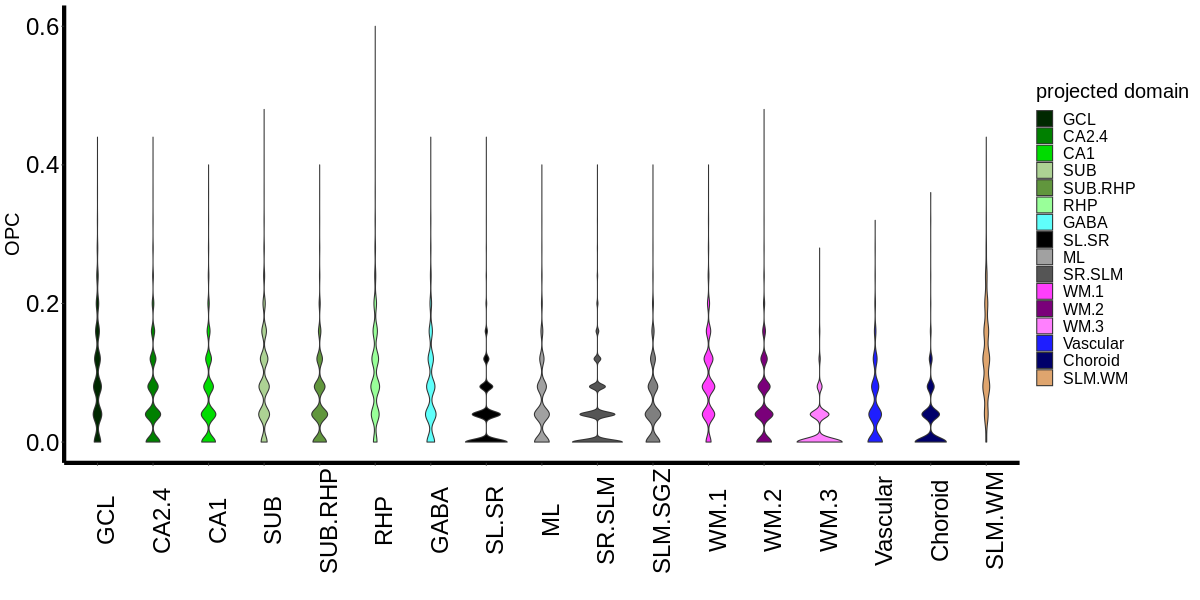 0.6
0.4
0.2
0.0
OPC
GCL
CA2.4
CA1
SUB
SUB.RHP
RHP
GABA
SL.SR
ML
SR.SLM
SLM.SGZ
WM.1
WM.2
WM.3
Vascular
Choroid
SLM.WM
projected domain
GCL
CA2.4
CA1
SUB
SUB.RHP
RHP
GABA
SL.SR
ML
SR.SLM
WM.1
WM.2
WM.3
Vascular
Choroid
SLM.WM